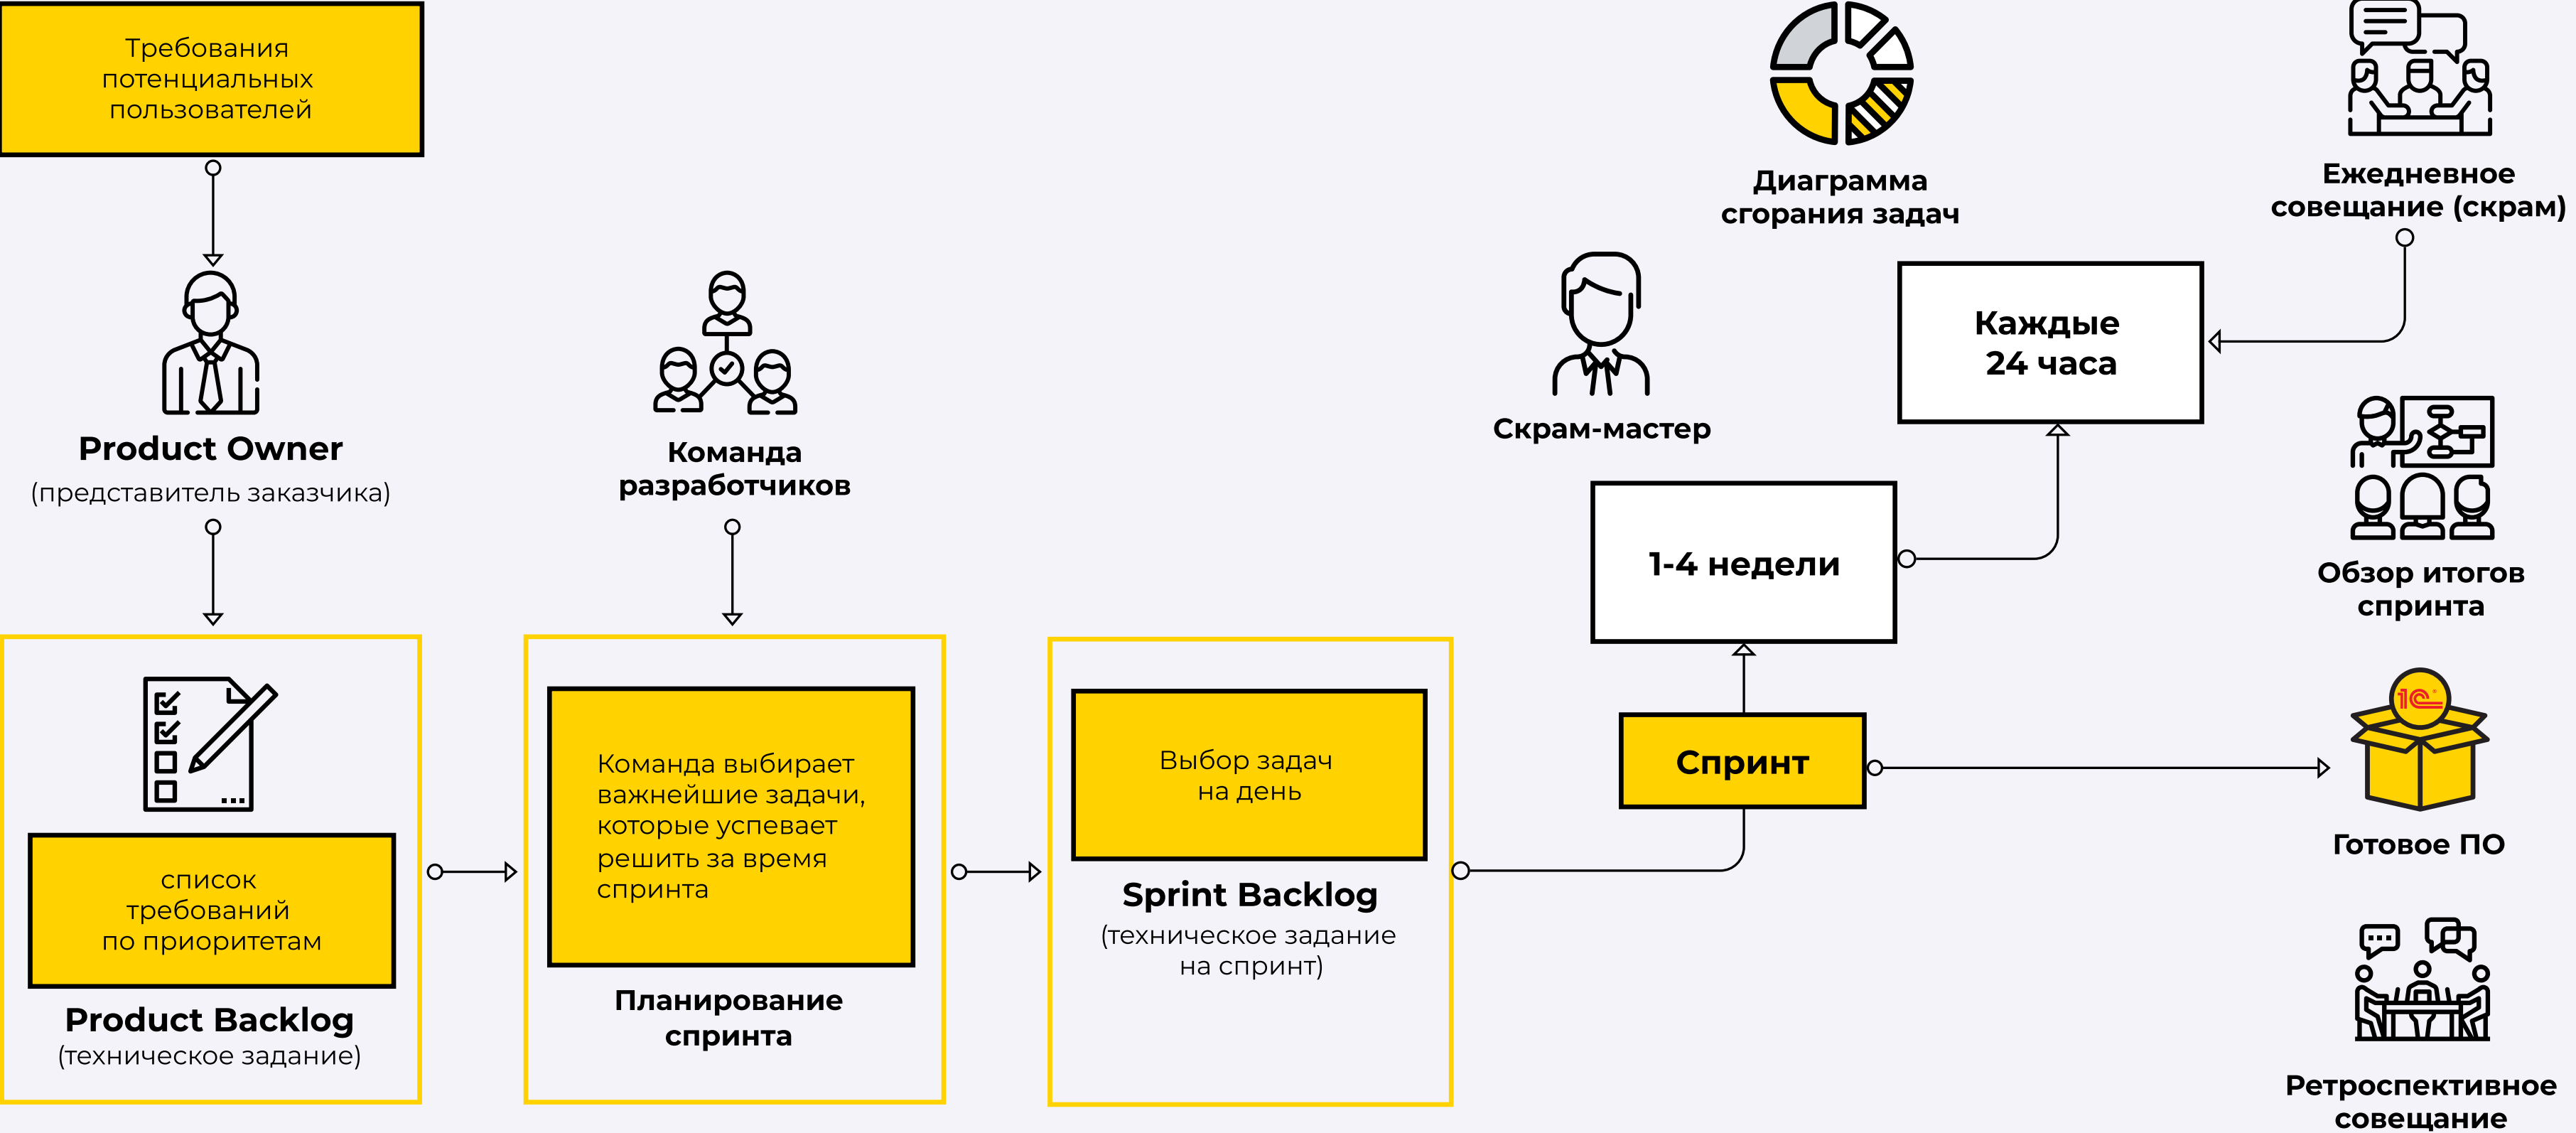 Требования
потенциальных
пользователей
Product Owner
(представитель заказчика)
список
требований
по приоритетам
Product Backlog
(техническое задание)
Команда
разработчиков
Команда выбирает
важнейшие задачи,
которые успевает
решить за время
спринта
Планирование
спринта
Выбор задач
на день
Sprint Backlog
(техническое задание
на спринт)
Диаграмма
сгорания задач
Скрам-мастер
1-4 недели
Спринт
Каждые
24 часа
Ежедневное
совещание (скрам)
Обзор итогов
спринта
1С
Готовое ПО
Ретроспективное
совещание